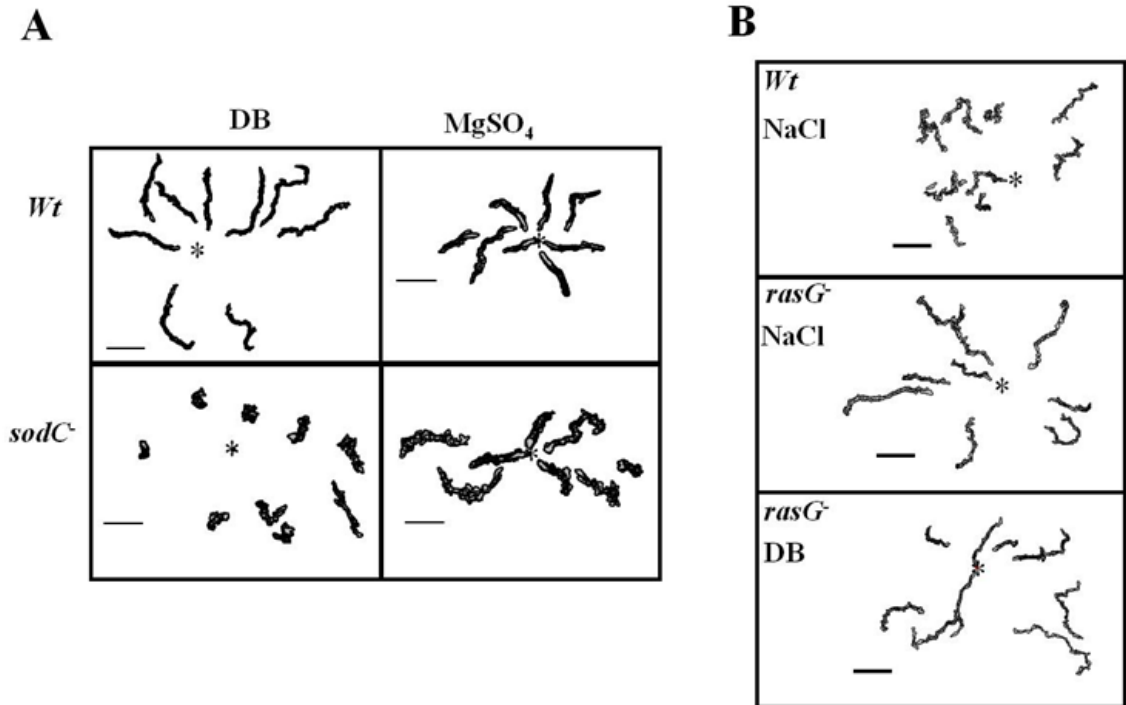 A
DB
MgSO₄
Wt
*
*
sodC-
*
*
B
Wt
NaCl
*
rasG-
NaCl
*
rasG-
DB
*